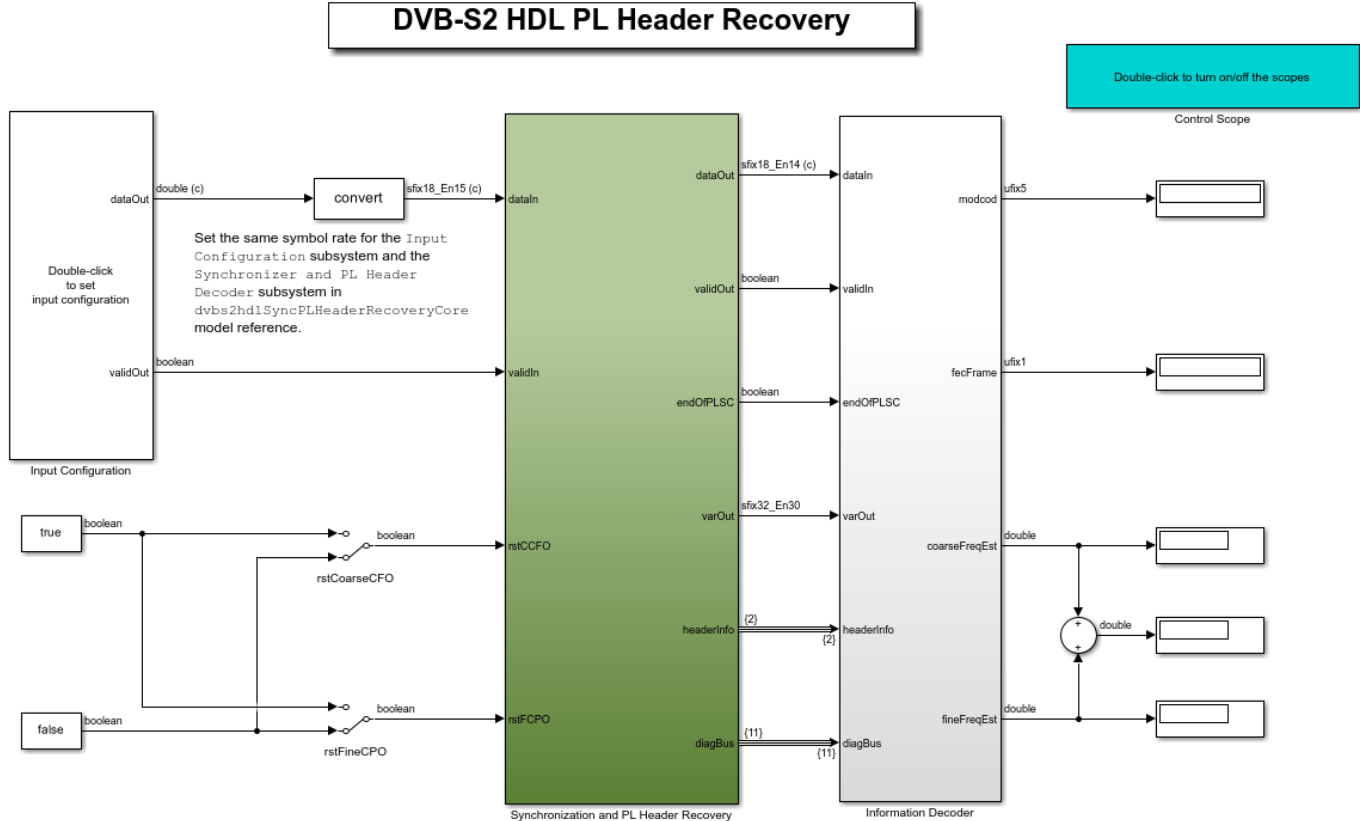 DVB-S2 HDL PL Header Recovery
Double-click to turn on/off the scopes
Control Scope
dataOut
double (c)
convert
sfix18_En15 (c)
dataIn
dataOut
sfix18_En14 (c)
dataIn
modcod
ufix5
Set the same symbol rate for the Input
Configuration subsystem and the
Synchronizer and PL Header
Decoder subsystem in
dvbs2hdlSyncPLHeaderRecoveryCore
model reference.
Double-click
to set
input configuration
validOut
boolean
validIn
validOut
boolean
validIn
fecFrame
ufix1
endOfPLSC
boolean
endOfPLSC
Input Configuration
varOut
sfix32_En30
varOut
true
boolean
boolean
rstCoarseCFO
rstCCFO
coarseFreqEst
double
headerInfo
{2}
{2}
headerInfo
+
+
double
false
boolean
boolean
rstFineCPO
rstFCPO
diagBus
{11}
{11}
diagBus
fineFreqEst
double
Synchronization and PL Header Recovery
Information Decoder